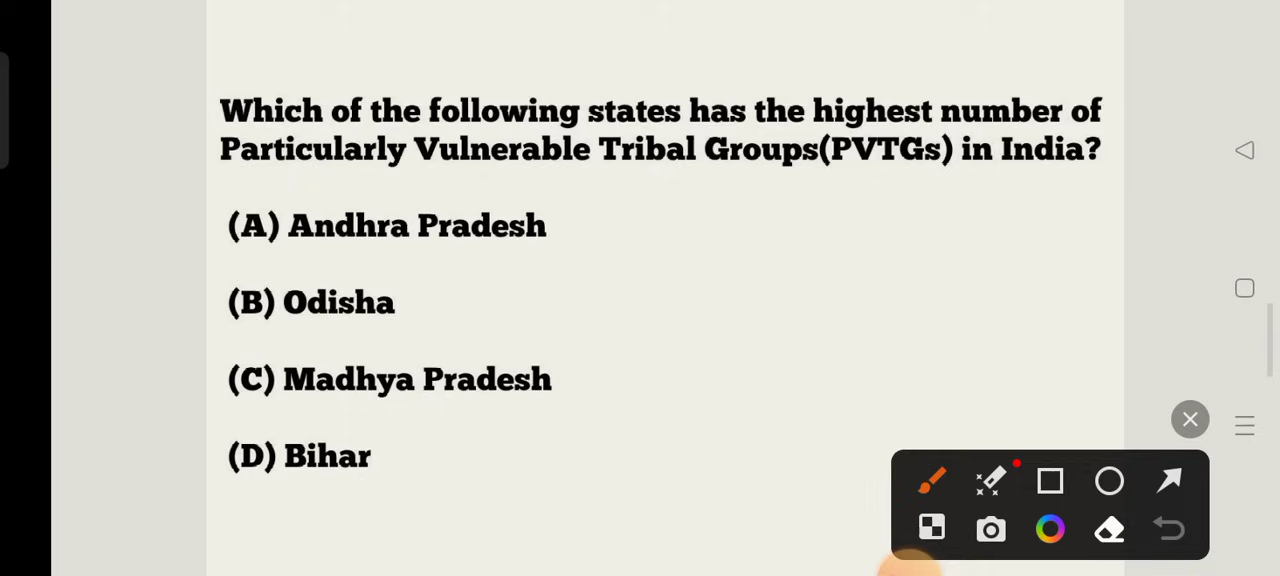 Which of the following states has the highest number of
Particularly Vulnerable Tribal Groups(PVTGs) in India?
(A) Andhra Pradesh
(B) Odisha
(C) Madhya Pradesh
(D) Bihar